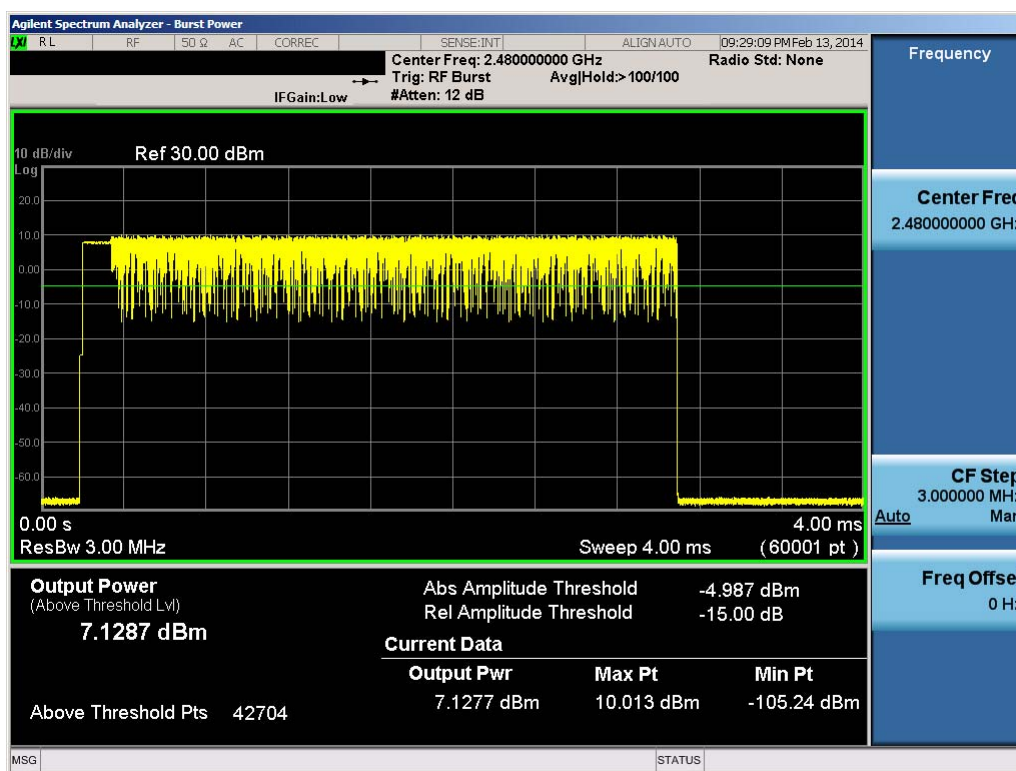 Agilent Spectrum Analyzer - Burst Power
LXI RL RF 50 Ω AC CORREC SENSE:INT ALIGN AUTO 09:29:09 PM Feb 13, 2014
Center Freq: 2.480000000 GHz Radio Std: None
Trig: RF Burst Avg|Hold:> 100/100
IFGain:Low #Atten: 12 dB
Frequency
10 dB/div Ref 30.00 dBm
Log
20.0
10.0
0.00
-10.0
-20.0
-30.0
-40.0
-50.0
-60.0
0.00 s 4.00 ms
ResBw 3.00 MHz Sweep 4.00 ms (60001 pt)
Center Freq
2.480000000 GHz
CF Step
3.000000 MHz
Auto Man
Freq Offse
0 Hz
Output Power
(Above Threshold Lvl)
7.1287 dBm
Above Threshold Pts 42704
Abs Amplitude Threshold -4.987 dBm
Rel Amplitude Threshold -15.00 dB
Current Data
Output Pwr Max Pt Min Pt
7.1277 dBm 10.013 dBm -105.24 dBm
MSG STATUS